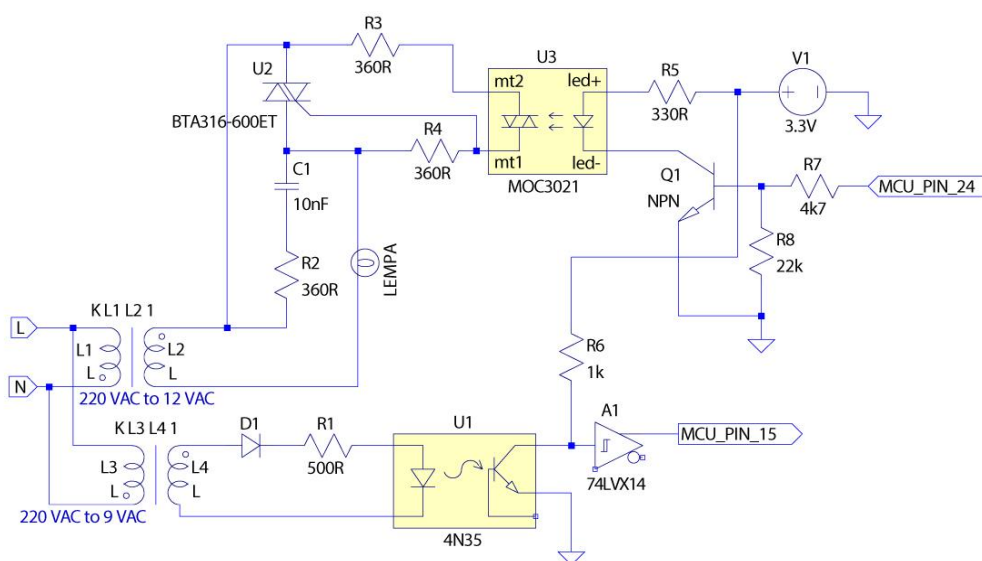 R3
360R
U2
BTA316-600ET
U3
mt2
led+
mt1
led-
MOC3021
R5
330R
V1
+
3.3V
R4
360R
C1
10nF
Q1
NPN
R7
4k7
MCU_PIN_24
R8
22k
R2
360R
LEMPA
K L1 L2 1
L
L1
L
L2
L
N
220 VAC to 12 VAC
R6
1k
K L3 L4 1
L3
L
L4
L
220 VAC to 9 VAC
D1
R1
500R
U1
4N35
A1
74LVX14
MCU_PIN_15